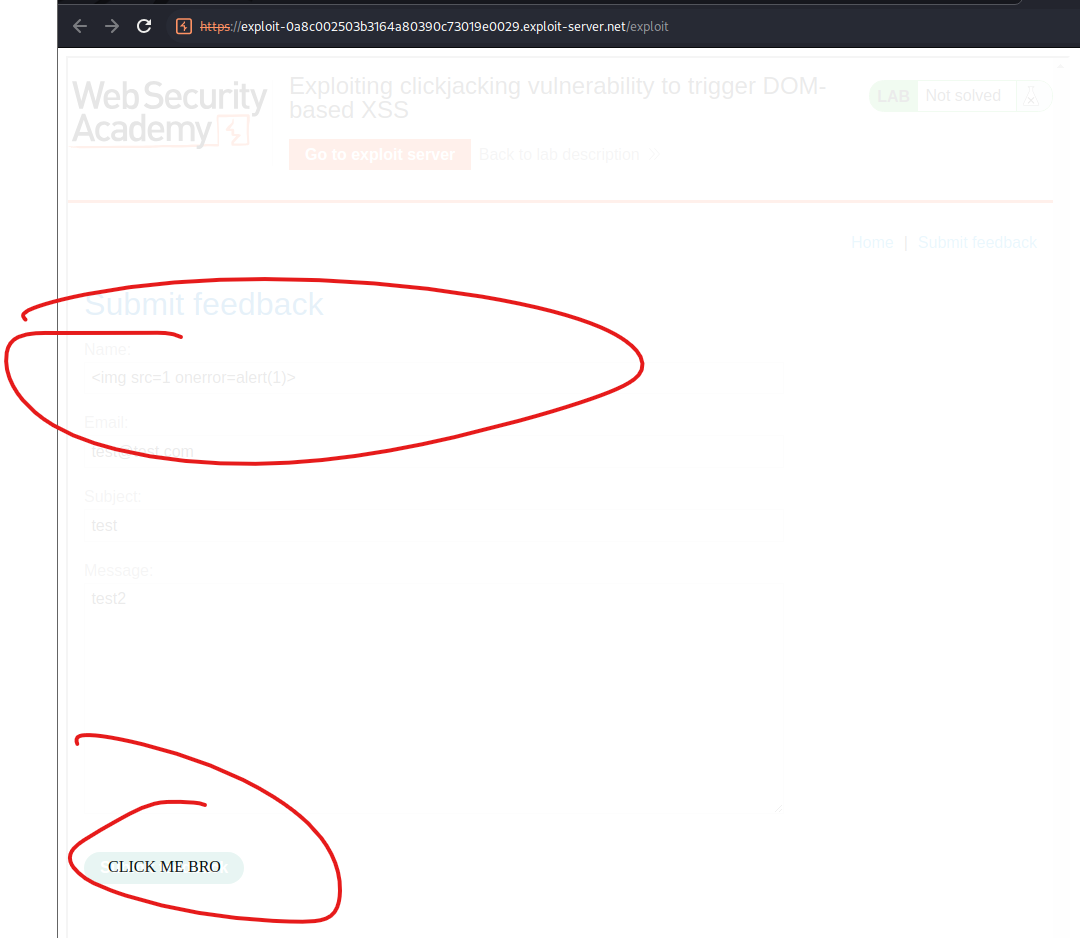 https://exploit-0a8c002503b3164a80390c73019e0029.exploit-server.net/exploit
Web Security
Academy
Exploiting clickjacking vulnerability to trigger DOM-
based XSS
LAB Not solved
Go to exploit server Back to lab description
Home | Submit feedback
Submit feedback
Name:
<img src=1 onerror=alert(1)>
Email:
test@test.com
Subject:
test
Message:
test2
CLICK ME BRO